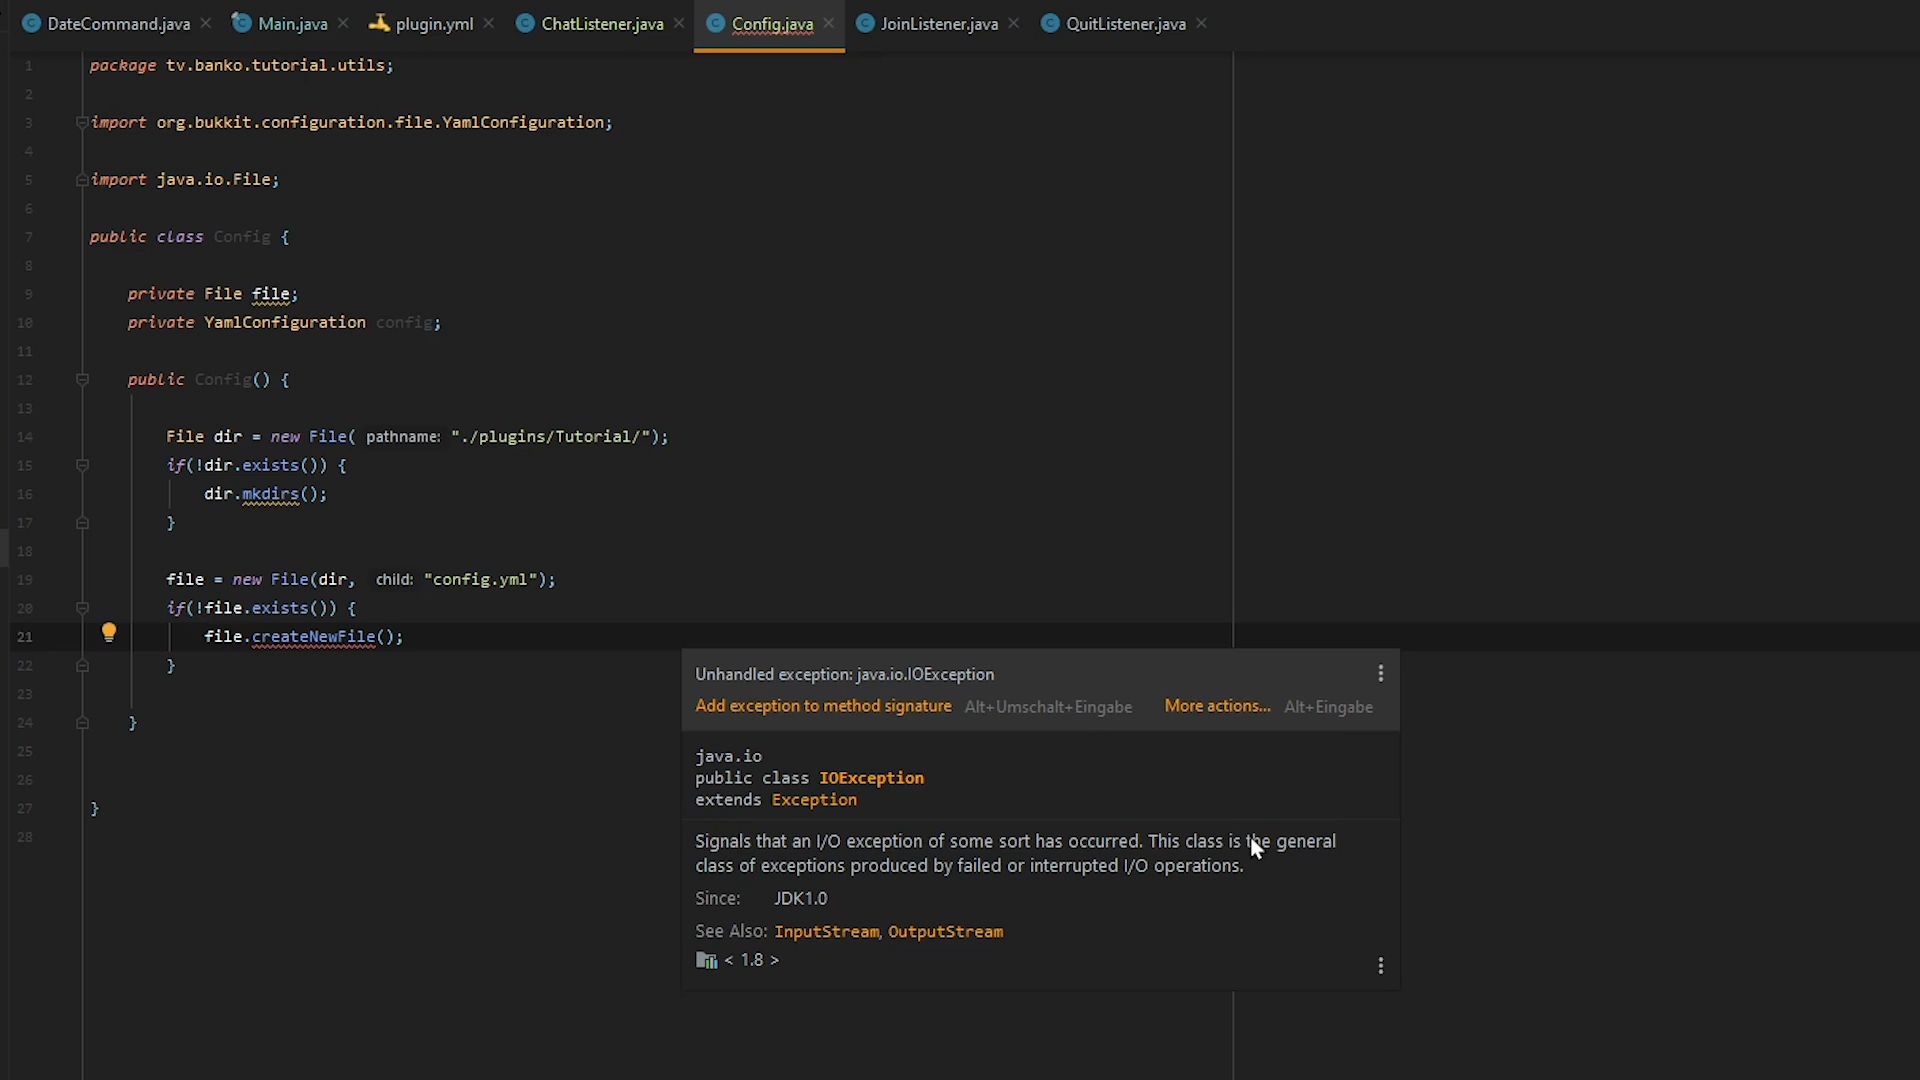 DateCommand.java Main.java plugin.yml ChatListener.java Config.java JoinListener.java QuitListener.java
1 package tv.banko.tutorial.utils;
2
3 import org.bukkit.configuration.file.YamlConfiguration;
4
5 import java.io.File;
6
7 public class Config {
8
9 private File file;
10 private YamlConfiguration config;
11
12 public Config() {
13
14 File dir = new File( pathname: "./plugins/Tutorial/");
15 if(!dir.exists()) {
16 dir.mkdirs();
17 }
18
19 file = new File(dir, child: "config.yml");
20 if(!file.exists()) {
21 file.createNewFile();
22 }
23
24 }
25
26
27 }
28
Unhandled exception: java.io.IOException
Add exception to method signature Alt+Umschalt+Eingabe More actions... Alt+Eingabe
java.io
public class IOException
extends Exception
Signals that an I/O exception of some sort has occurred. This class is the general
class of exceptions produced by failed or interrupted I/O operations.
Since: JDK1.0
See Also: InputStream, OutputStream
< 1.8 >